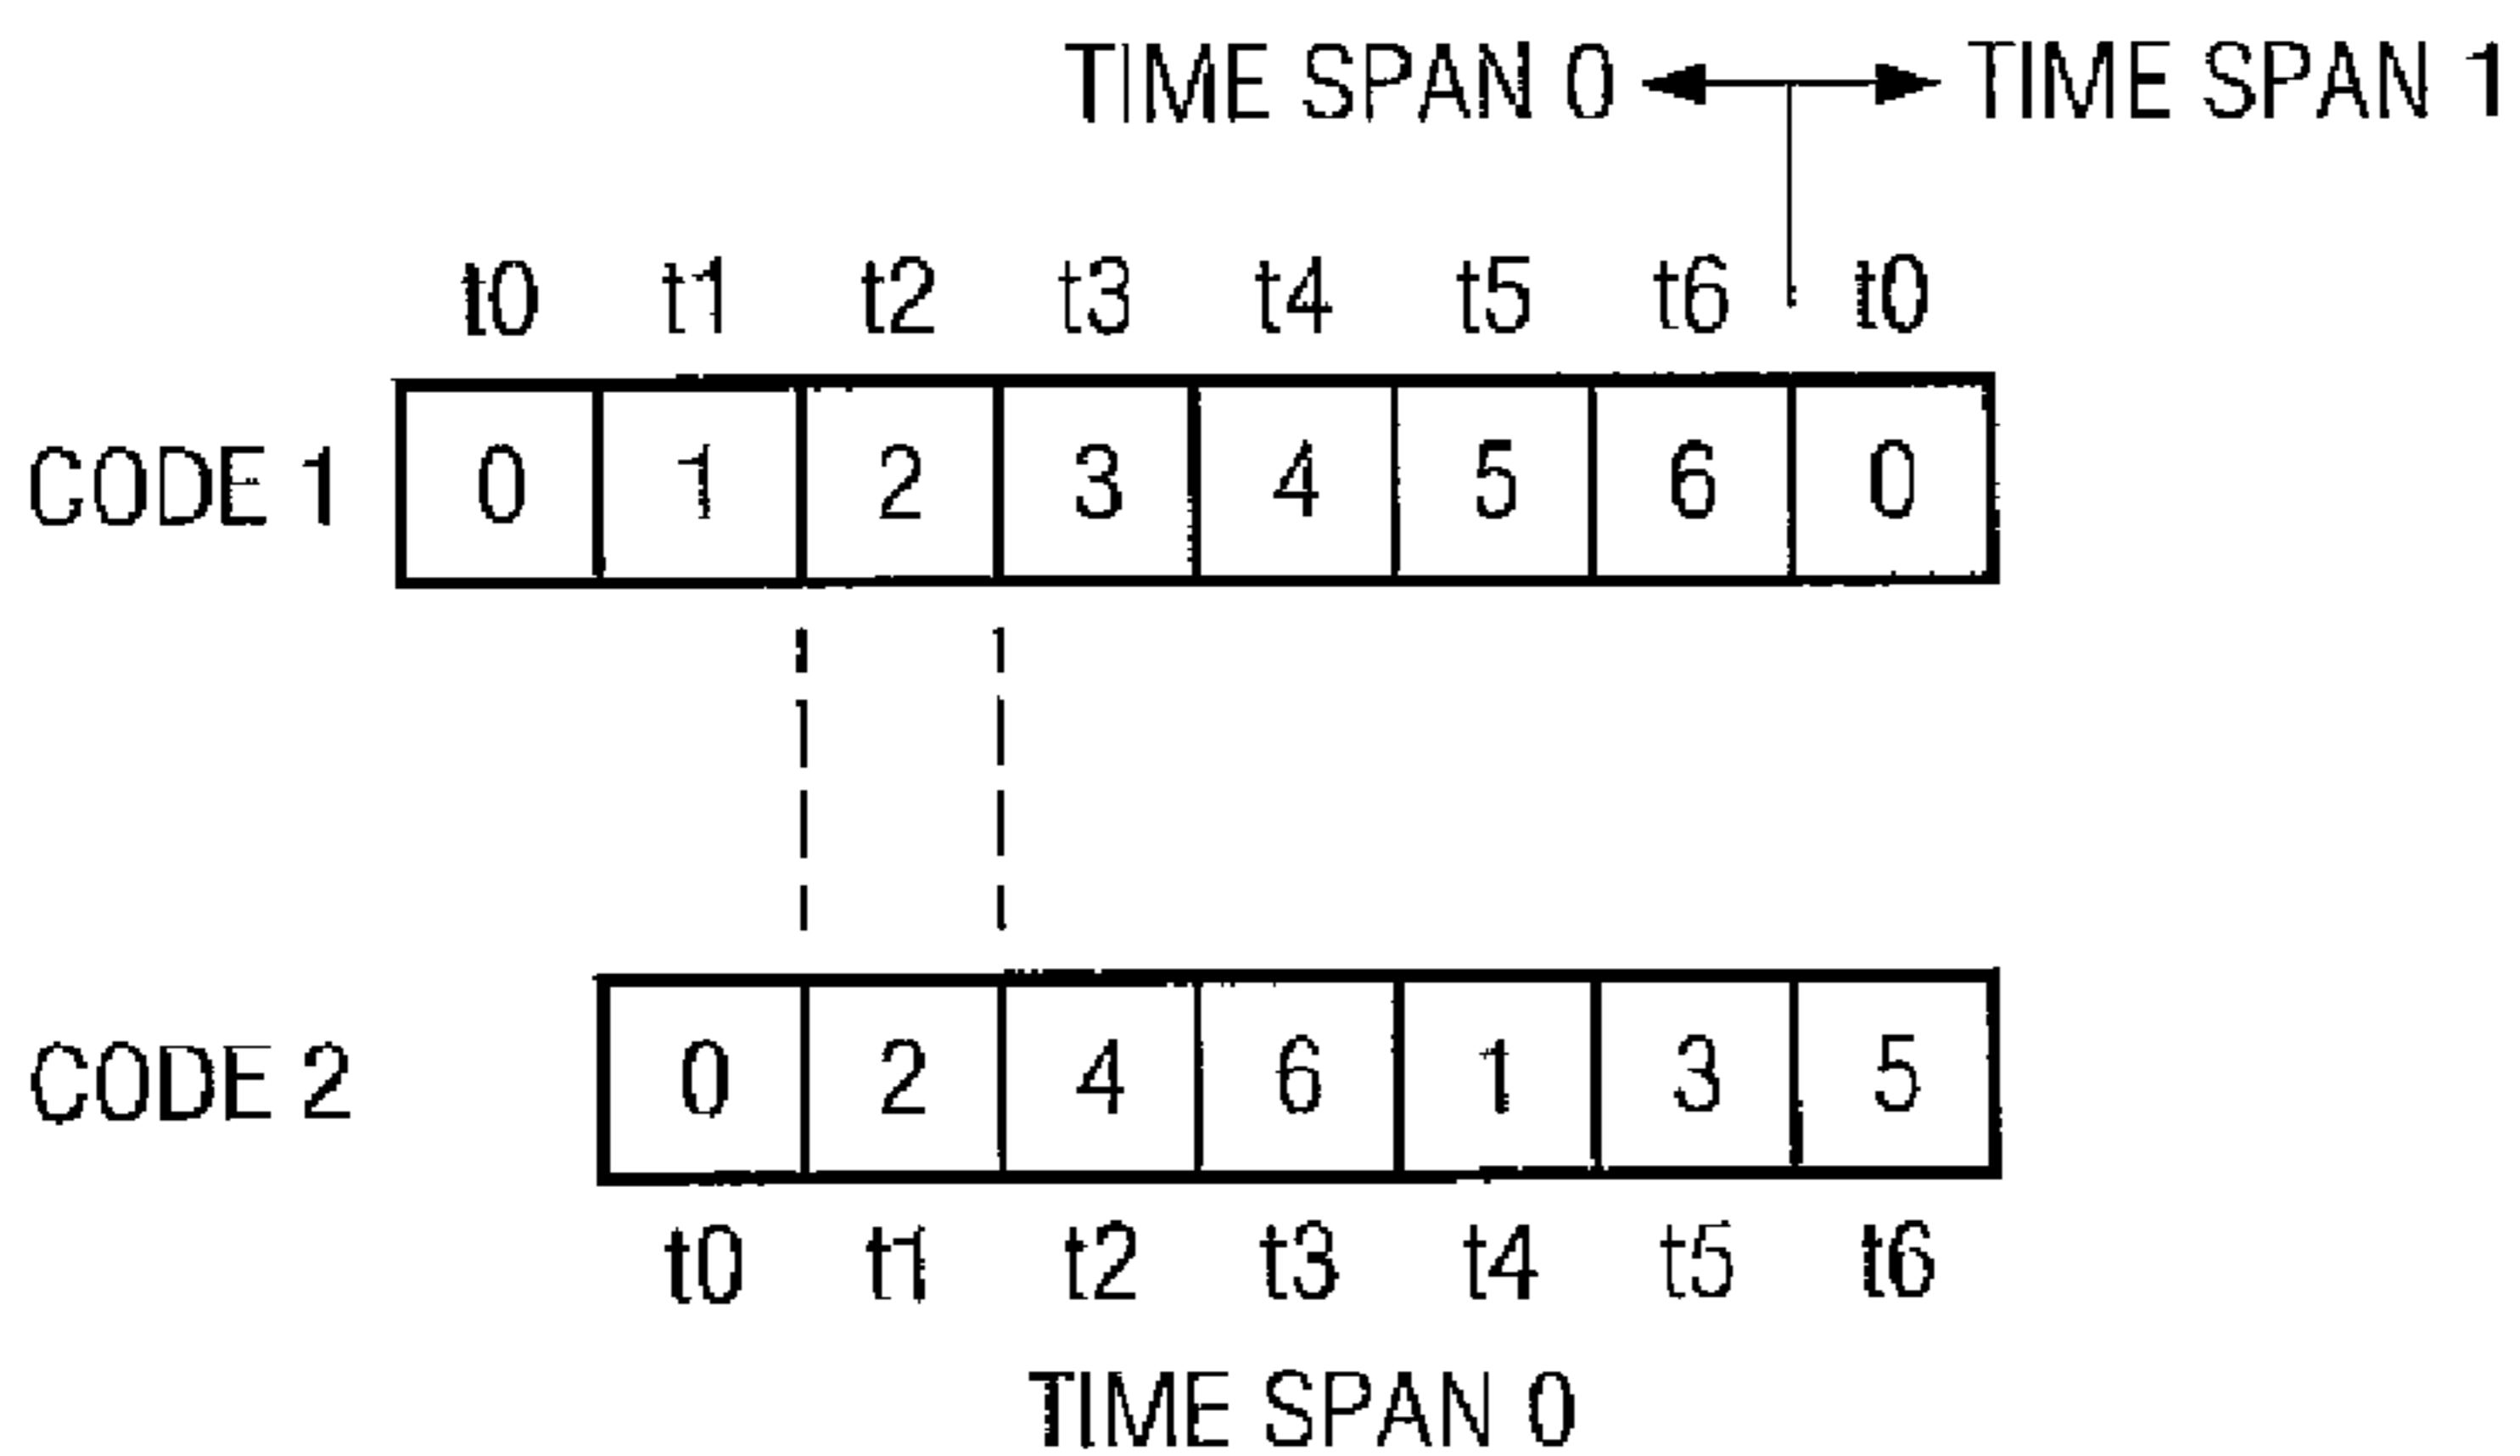 TIME SPAN 0 TIME SPAN 1
t0 t1 t2 t3 t4 t5 t6 t0
CODE 1 0 1 2 3 4 5 6 0
CODE 2 0 2 4 6 1 3 5
t0 t1 t2 t3 t4 t5 t6
TIME SPAN 0